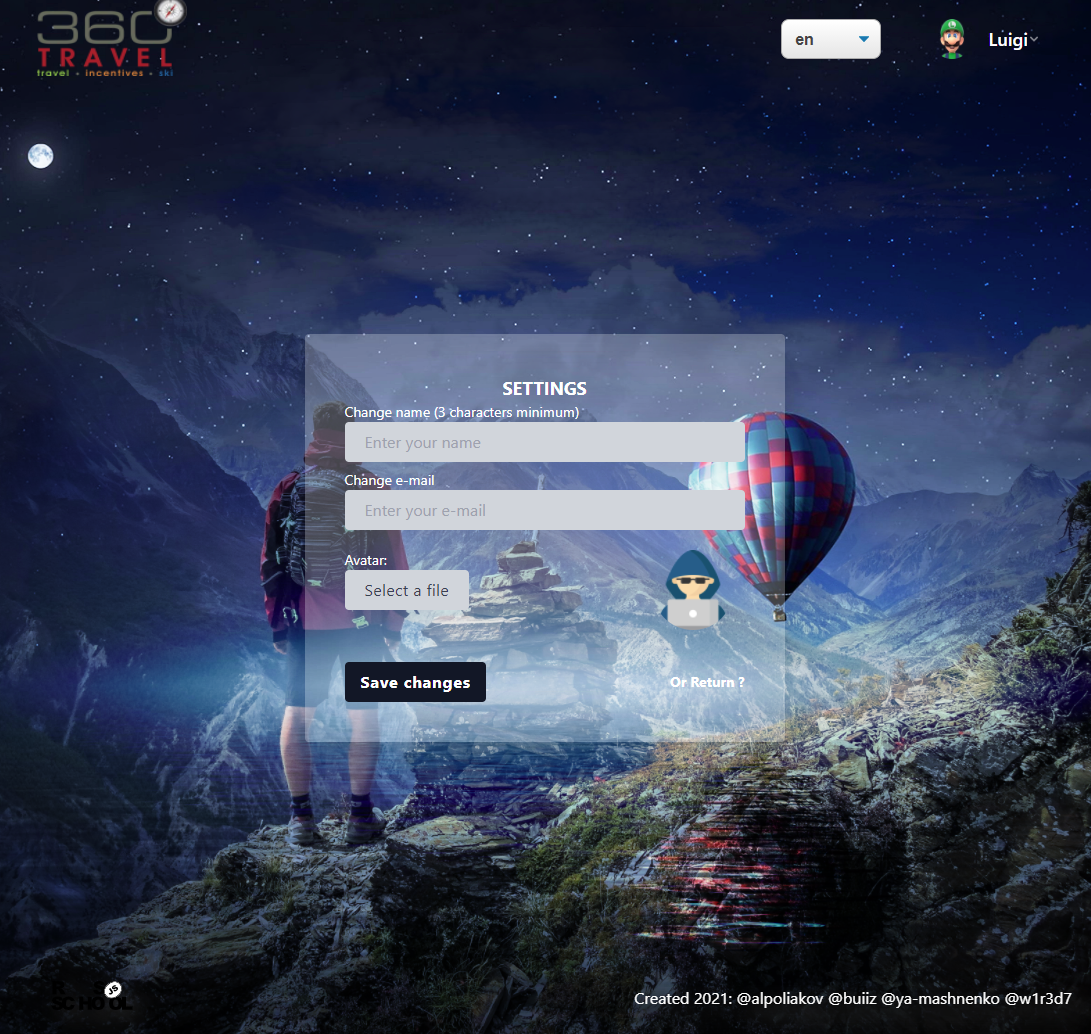 360
TRAVEL
travel • incentives • ski
en
Luigi
SETTINGS
Change name (3 characters minimum)
Enter your name
Change e-mail
Enter your e-mail
Avatar:
Select a file
Save changes
Or Return ?
R
SCHOOL
JS
Created 2021: @alpoliakov @buiiz @ya-mashnenko @w1r3d7